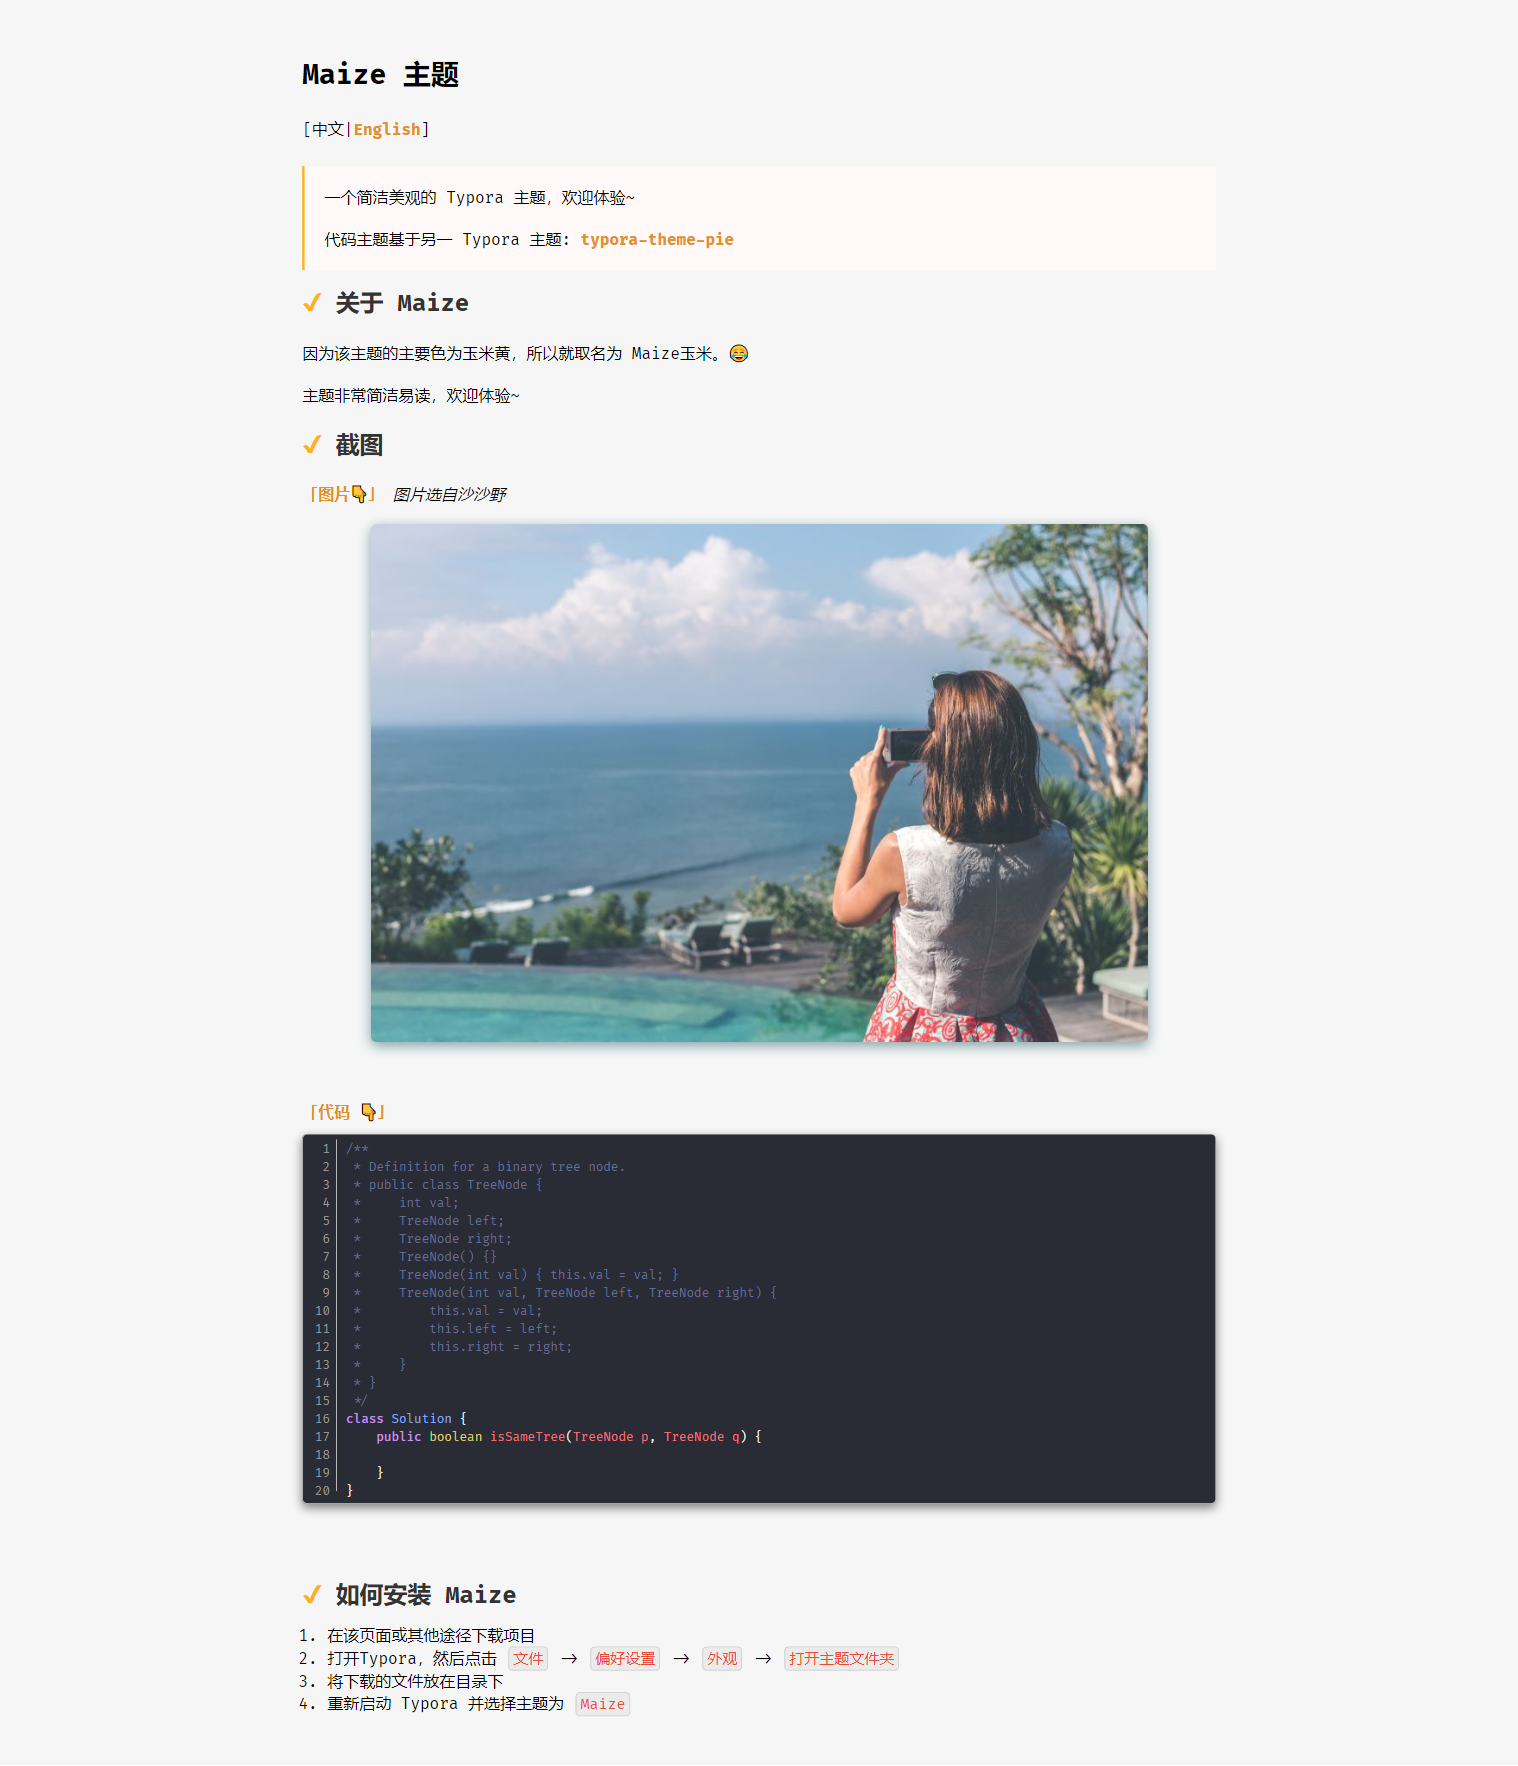 Maize 主题
[中文|English]
一个简洁美观的 Typora 主题，欢迎体验~
代码主题基于另一 Typora 主题: typora-theme-pie
✔ 关于 Maize
因为该主题的主要色为玉米黄，所以就取名为 Maize玉米。😂
主题非常简洁易读，欢迎体验~
✔ 截图
「图片👇」 图片选自沙沙野
「代码 👇」
1 /**
2  * Definition for a binary tree node.
3  * public class TreeNode {
4  *     int val;
5  *     TreeNode left;
6  *     TreeNode right;
7  *     TreeNode() {}
8  *     TreeNode(int val) { this.val = val; }
9  *     TreeNode(int val, TreeNode left, TreeNode right) {
10  *         this.val = val;
11  *         this.left = left;
12  *         this.right = right;
13  *     }
14  * }
15  */
16 class Solution {
17     public boolean isSameTree(TreeNode p, TreeNode q) {
18
19     }
20 }
✔ 如何安装 Maize
1. 在该页面或其他途径下载项目
2. 打开Typora，然后点击 文件 -> 偏好设置 -> 外观 -> 打开主题文件夹
3. 将下载的文件放在目录下
4. 重新启动 Typora 并选择主题为 Maize